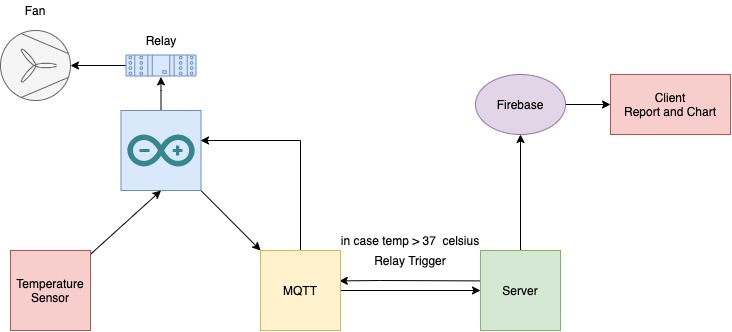 Fan
Relay
Firebase
Client
Report and Chart
in case temp > 37 celsius
Relay Trigger
Temperature
Sensor
MQTT
Server